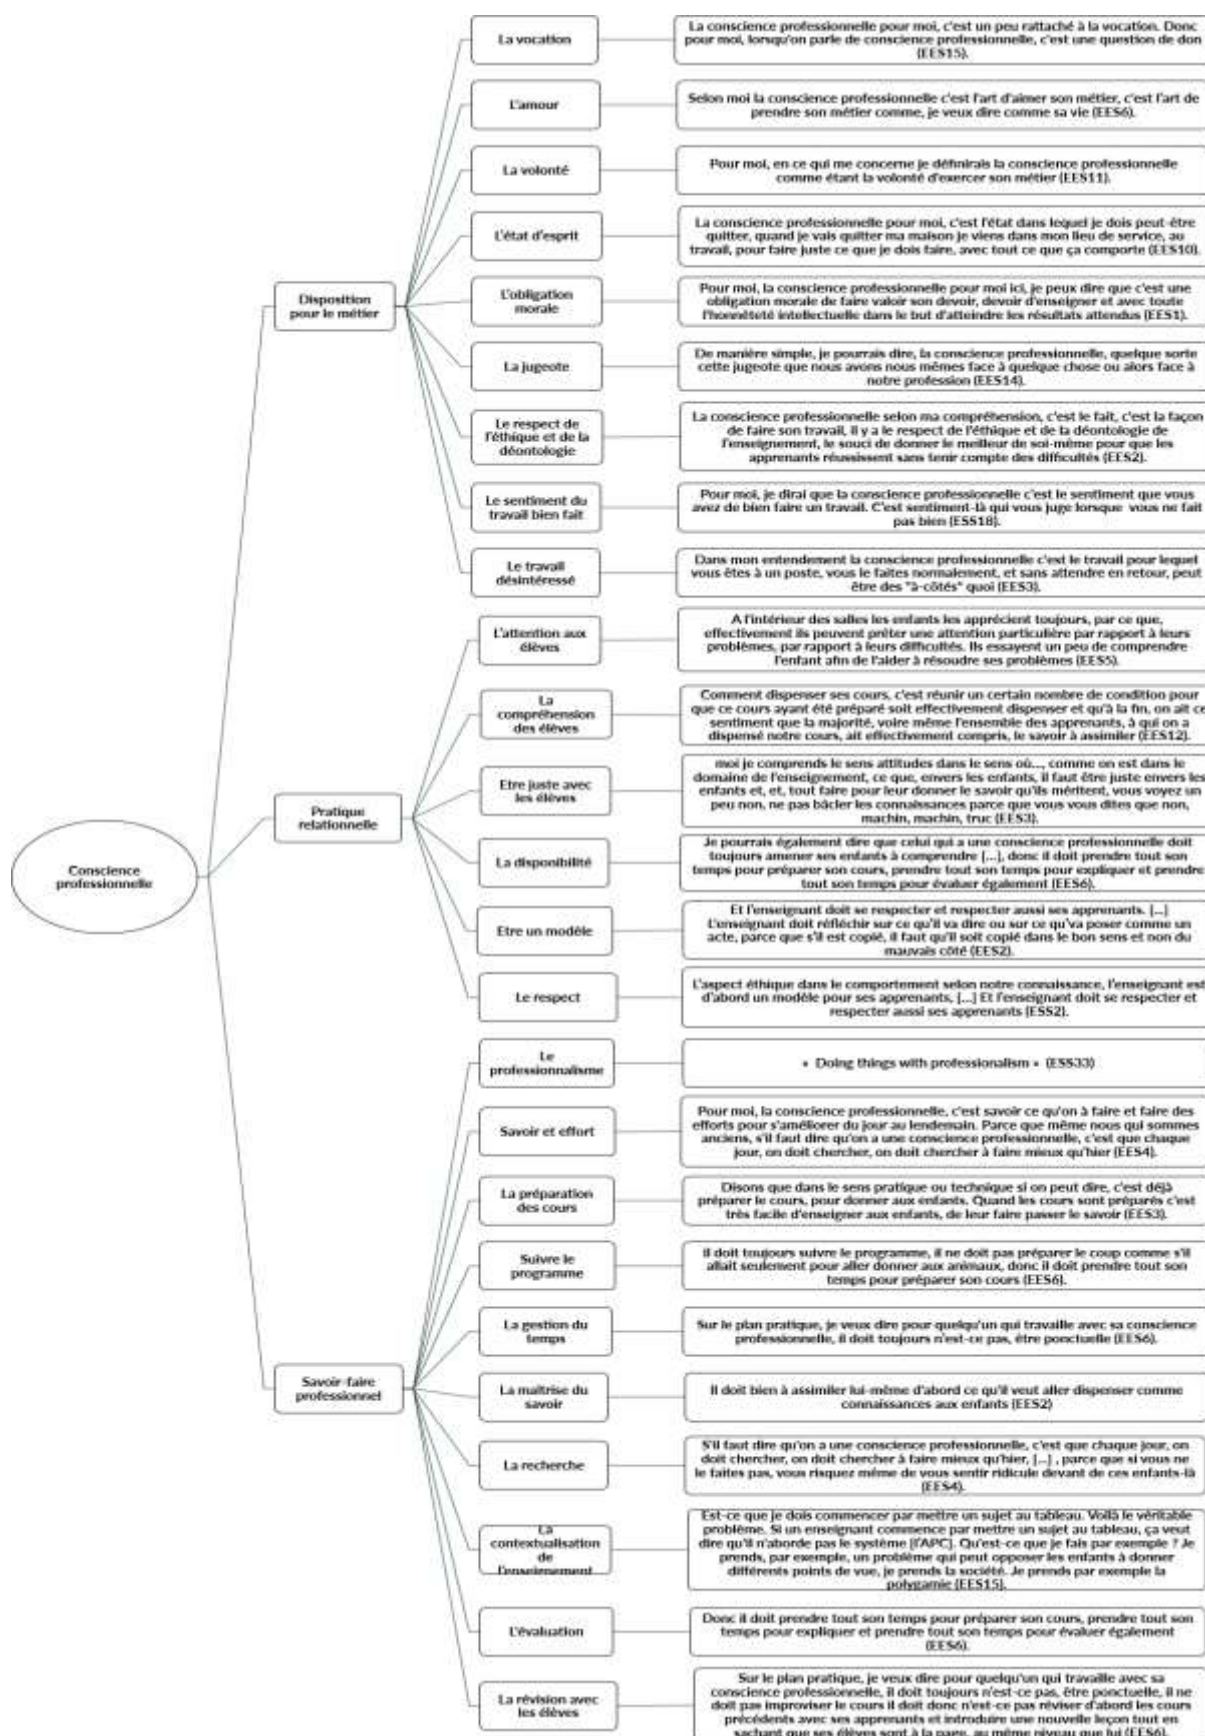 La vocation
La conscience professionnelle pour moi, c'est un peu rattaché à la vocation. Donc
pour moi, lorsqu'on parle de conscience professionnelle, c'est une question de don
(EES15).
L'amour
Selon moi la conscience professionnelle c'est l'art d'aimer son métier, c'est l'art de
prendre son métier comme, je veux dire comme sa vie (EES6).
La volonté
Pour moi, en ce qui me concerne je définirais la conscience professionnelle
comme étant la volonté d'exercer son métier (EES11).
L'état d'esprit
La conscience professionnelle pour moi, c'est l'état dans lequel je dois peut-être
quitter, quand je vais quitter ma maison je viens dans mon lieu de service, au
travail, pour faire juste ce que je dois faire, avec tout ce que ça comporte (EES10).
Disposition
pour le métier
L'obligation
morale
Pour moi, la conscience professionnelle pour moi ici, je peux dire que c'est une
obligation morale de faire valoir son devoir, devoir d'enseigner et avec toute
l'honnêteté intellectuelle dans le but d'atteindre les résultats attendus (EES1).
La jugeote
De manière simple, je pourrais dire, la conscience professionnelle, quelque sorte
cette jugeote que nous avons nous mêmes face à quelque chose ou alors face à
notre profession (EES14).
Le respect de
l'éthique et de la
déontologie
La conscience professionnelle selon ma compréhension, c'est le fait, c'est la façon
de faire son travail, il y a le respect de l'éthique et de la déontologie de
l'enseignement, le souci de donner le meilleur de soi-même pour que les
apprenants réussissent sans tenir compte des difficultés (EES2).
Le sentiment du
travail bien fait
Pour moi, je dirai que la conscience professionnelle c'est le sentiment que vous
avez de bien faire un travail. C'est sentiment-là qui vous juge lorsque vous ne fait
pas bien (ESS18).
Le travail
désintéressé
Dans mon entendement la conscience professionnelle c'est le travail pour lequel
vous êtes à un poste, vous le faites normalement, et sans attendre en retour, peut
être des "à-côtés" quoi (EES3).
L'attention aux
élèves
A l'intérieur des salles les enfants les apprécient toujours, par ce que,
effectivement ils peuvent prêter une attention particulière par rapport à leurs
problèmes, par rapport à leurs difficultés. Ils essayent un peu de comprendre
l'enfant afin de l'aider à résoudre ses problèmes (EES5).
La
compréhension
des élèves
Comment dispenser ses cours, c'est réunir un certain nombre de condition pour
que ce cours ayant été préparé soit effectivement dispenser et qu'à la fin, on ait ce
sentiment que la majorité, voire même l'ensemble des apprenants, à qui on a
dispensé notre cours, ait effectivement compris, le savoir à assimiler (EES12).
Etre juste avec
les élèves
moi je comprends le sens attitudes dans le sens où..., comme on est dans le
domaine de l'enseignement, ce que, envers les enfants, il faut être juste envers les
enfants et, et, tout faire pour leur donner le savoir qu'ils méritent, vous voyez un
peu non, ne pas bâcler les connaissances parce que vous vous dites que non,
machin, machin, truc (EES3).
Pratique
relationnelle
La disponibilité
Je pourrais également dire que celui qui a une conscience professionnelle doit
toujours amener ses enfants à comprendre [...], donc il doit prendre tout son
temps pour préparer son cours, prendre tout son temps pour expliquer et prendre
tout son temps pour évaluer également (EES6).
Conscience
professionnelle
Etre un modèle
Et l'enseignant doit se respecter et respecter aussi ses apprenants. [...]
L'enseignant doit réfléchir sur ce qu'il va dire ou sur ce qu'va poser comme un
acte, parce que s'il est copié, il faut qu'il soit copié dans le bon sens et non du
mauvais côté (EES2).
Le respect
L'aspect éthique dans le comportement selon notre connaissance, l'enseignant est
d'abord un modèle pour ses apprenants, [...] Et l'enseignant doit se respecter et
respecter aussi ses apprenants (ESS2).
Le
professionnalisme
« Doing things with professionalism » (ESS33)
Savoir et effort
Pour moi, la conscience professionnelle, c'est savoir ce qu'on à faire et faire des
efforts pour s'améliorer du jour au lendemain. Parce que même nous qui sommes
anciens, s'il faut dire qu'on a une conscience professionnelle, c'est que chaque
jour, on doit chercher, on doit chercher à faire mieux qu'hier (EES4).
La préparation
des cours
Disons que dans le sens pratique ou technique si on peut dire, c'est déjà
préparer le cours, pour donner aux enfants. Quand les cours sont préparés c'est
très facile d'enseigner aux enfants, de leur faire passer le savoir (EES3).
Suivre le
programme
Il doit toujours suivre le programme, il ne doit pas préparer le coup comme s'il
allait seulement pour aller donner aux animaux, donc il doit prendre tout son
temps pour préparer son cours (EES6).
La gestion du
temps
Sur le plan pratique, je veux dire pour quelqu'un qui travaille avec sa conscience
professionnelle, il doit toujours n'est-ce pas, être ponctuelle (EES6).
Savoir-faire
professionnel
La maîtrise du
savoir
Il doit bien à assimiler lui-même d'abord ce qu'il veut aller dispenser comme
connaissances aux enfants (EES2)
La recherche
S'il faut dire qu'on a une conscience professionnelle, c'est que chaque jour, on
doit chercher, on doit chercher à faire mieux qu'hier, [...] , parce que si vous ne
le faites pas, vous risquez même de vous sentir ridicule devant de ces enfants-là
(EES4).
La
contextualisation
de
l'enseignement
Est-ce que je dois commencer par mettre un sujet au tableau. Voilà le véritable
problème. Si un enseignant commence par mettre un sujet au tableau, ça veut
dire qu'il n'aborde pas le système [l'APC]. Qu'est-ce que je fais par exemple ? Je
prends, par exemple, un problème qui peut opposer les enfants à donner
différents points de vue, je prends la société. Je prends par exemple la
polygamie (EES15).
L'évaluation
Donc il doit prendre tout son temps pour préparer son cours, prendre tout son
temps pour expliquer et prendre tout son temps pour évaluer également
(EES6).
La révision avec
les élèves
Sur le plan pratique, je veux dire pour quelqu'un qui travaille avec sa
conscience professionnelle, il doit toujours n'est-ce pas, être ponctuelle, il ne
doit pas improviser le cours il doit donc n'est-ce pas réviser d'abord les cours
précédents avec ses apprenants et introduire une nouvelle leçon tout en
sachant que ses élèves sont à la page, au même niveau que lui (EES6).